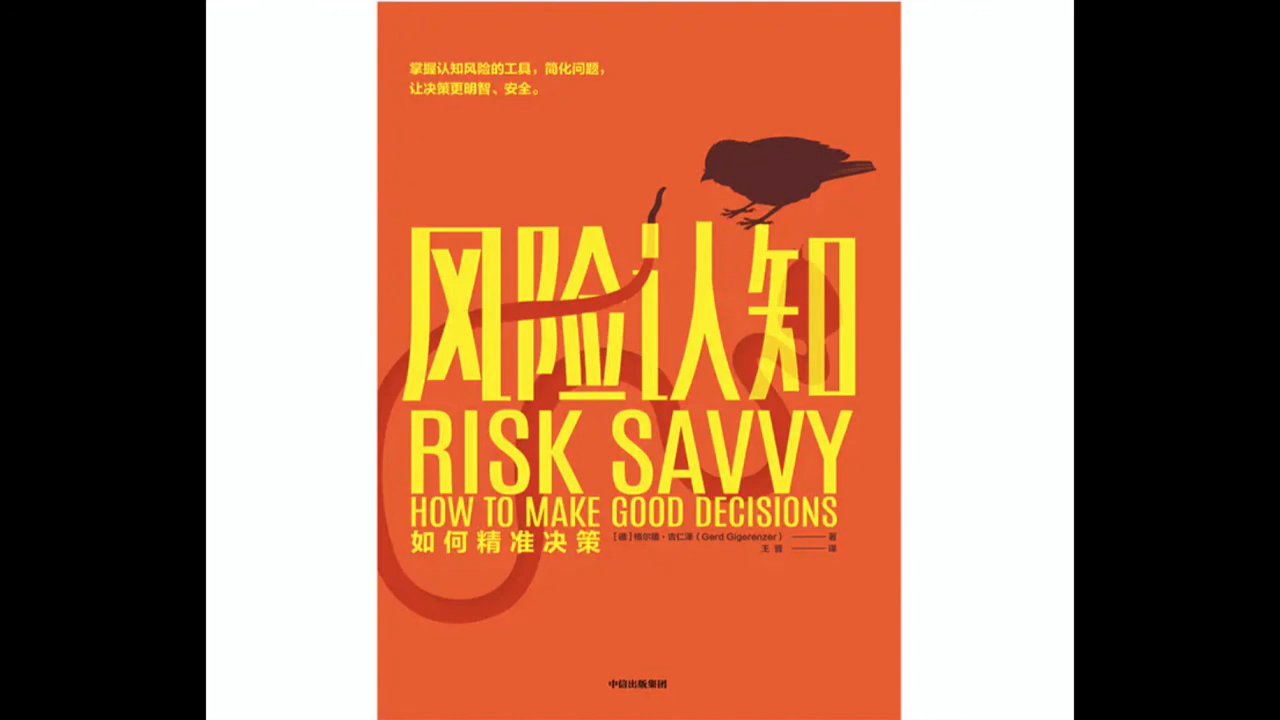 掌握认知风险的工具，简化问题，
让决策更明智、安全。
风险认知
RISK SAVVY
HOW TO MAKE GOOD DECISIONS
如何精准决策
［德］格尔德·吉仁泽（Gerd Gigerenzer） —— 著
王晋 —— 译
中信出版集团